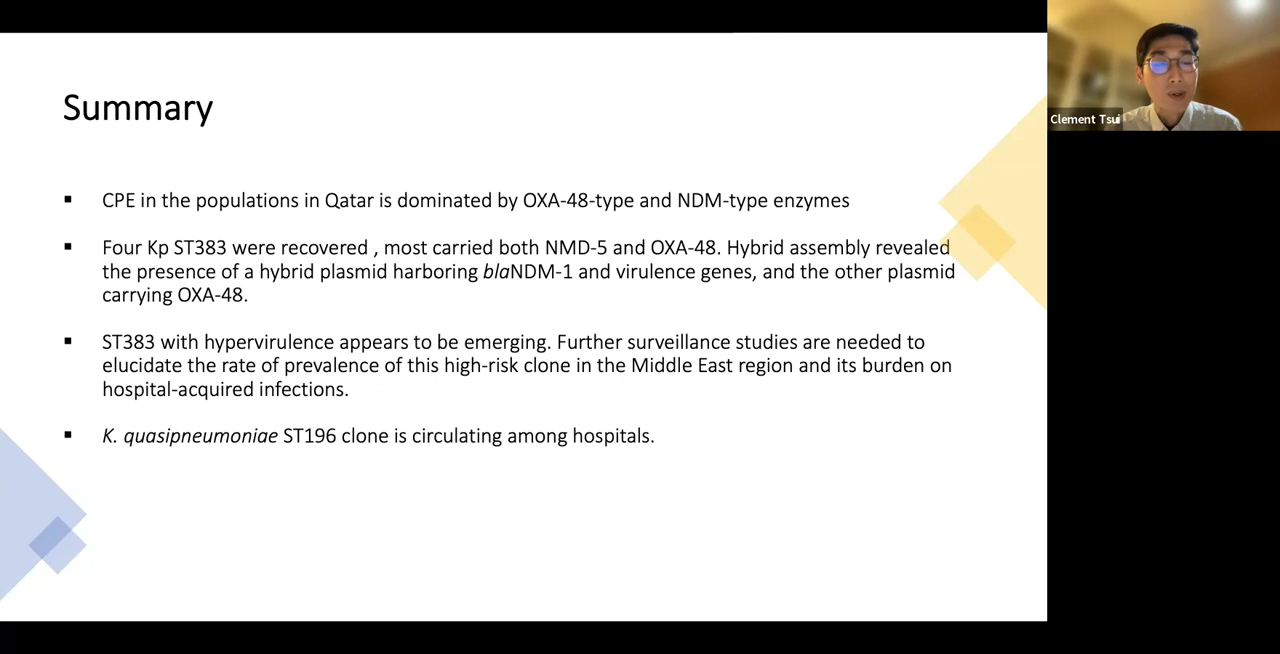 Summary
▪ CPE in the populations in Qatar is dominated by OXA-48-type and NDM-type enzymes
▪ Four Kp ST383 were recovered , most carried both NMD-5 and OXA-48. Hybrid assembly revealed
the presence of a hybrid plasmid harboring blaNDM-1 and virulence genes, and the other plasmid
carrying OXA-48.
▪ ST383 with hypervirulence appears to be emerging. Further surveillance studies are needed to
elucidate the rate of prevalence of this high-risk clone in the Middle East region and its burden on
hospital-acquired infections.
▪ K. quasipneumoniae ST196 clone is circulating among hospitals.
Clement Tsui